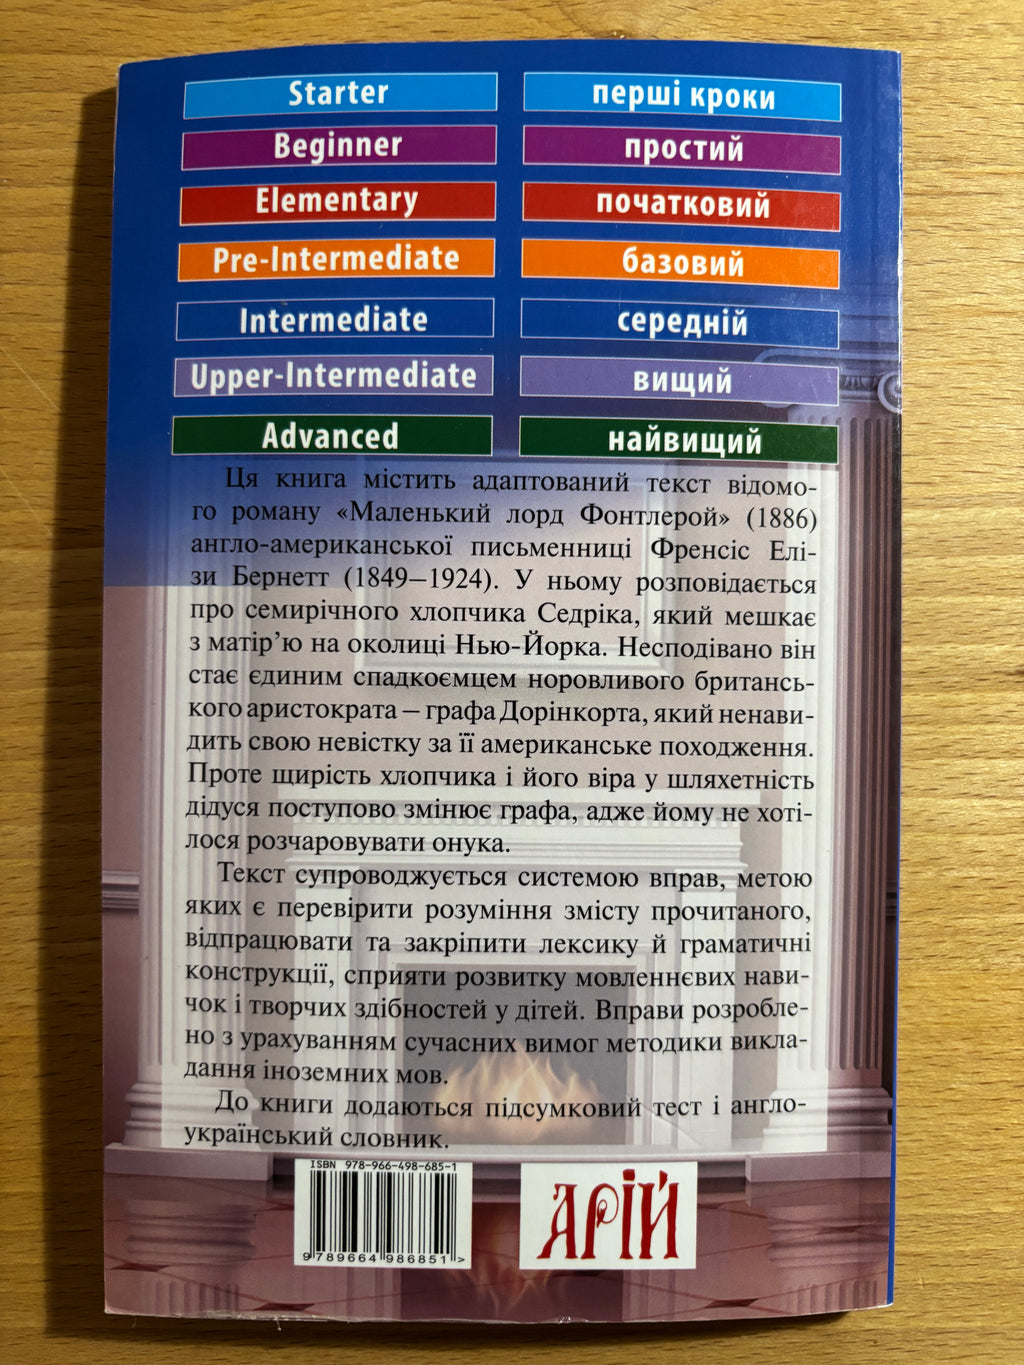 Starter перші кроки
Beginner простий
Elementary початковий
Pre-Intermediate базовий
Intermediate середній
Upper-Intermediate вищий
Advanced найвищий
Ця книга містить адаптований текст відомо-
го роману «Маленький лорд Фонтлерой» (1886)
англо-американської письменниці Френсіс Елі-
зи Бернетт (1849–1924). У ньому розповідається
про семирічного хлопчика Седріка, який мешкає
з матір’ю на околиці Нью-Йорка. Несподівано він
стає єдиним спадкоємцем норовливого británсь-
кого аристократа – графа Дорінкорта, який ненави-
дить свою невістку за її американське походження.
Проте щирість хлопчика і його віра у шляхетність
дідуся поступово змінює графа, адже йому не хоті-
лося розчаровувати онука.
Текст супроводжується системою вправ, метою
яких є перевірити розуміння змісту прочитаного,
відпрацювати та закріпити лексику й граматичні
конструкції, сприяти розвитку мовленнєвих нави-
чок і творчих здібностей у дітей. Вправи розробле-
но з урахуванням сучасних вимог методики викла-
дання іноземних мов.
До книги додаються підсумковий тест і англо-
український словник.
ISBN 978-966-498-685-1
9 789664 986851 >
АРІЙ